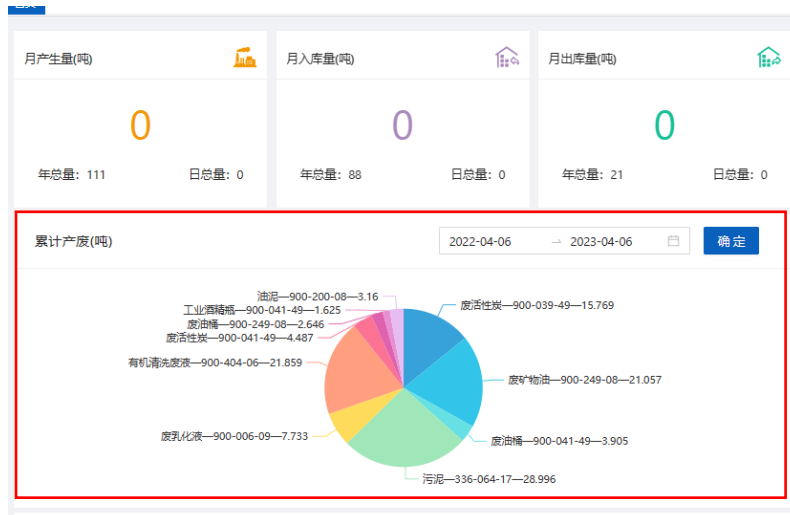 月产生量(吨)
月入库量(吨)
月出库量(吨)
0
0
0
年总量：111
日总量：0
年总量：88
日总量：0
年总量：21
日总量：0
累计产废(吨)
2022-04-06 → 2023-04-06
确定
油泥—900-200-08—3.16
工业酒精瓶—900-041-49—1.625
废油桶—900-249-08—2.646
废活性炭—900-041-49—4.487
有机清洗废液—900-404-06—21.859
废乳化液—900-006-09—7.733
废活性炭—900-039-49—15.769
废矿物油—900-249-08—21.057
废油桶—900-041-49—3.905
污泥—336-064-17—28.996